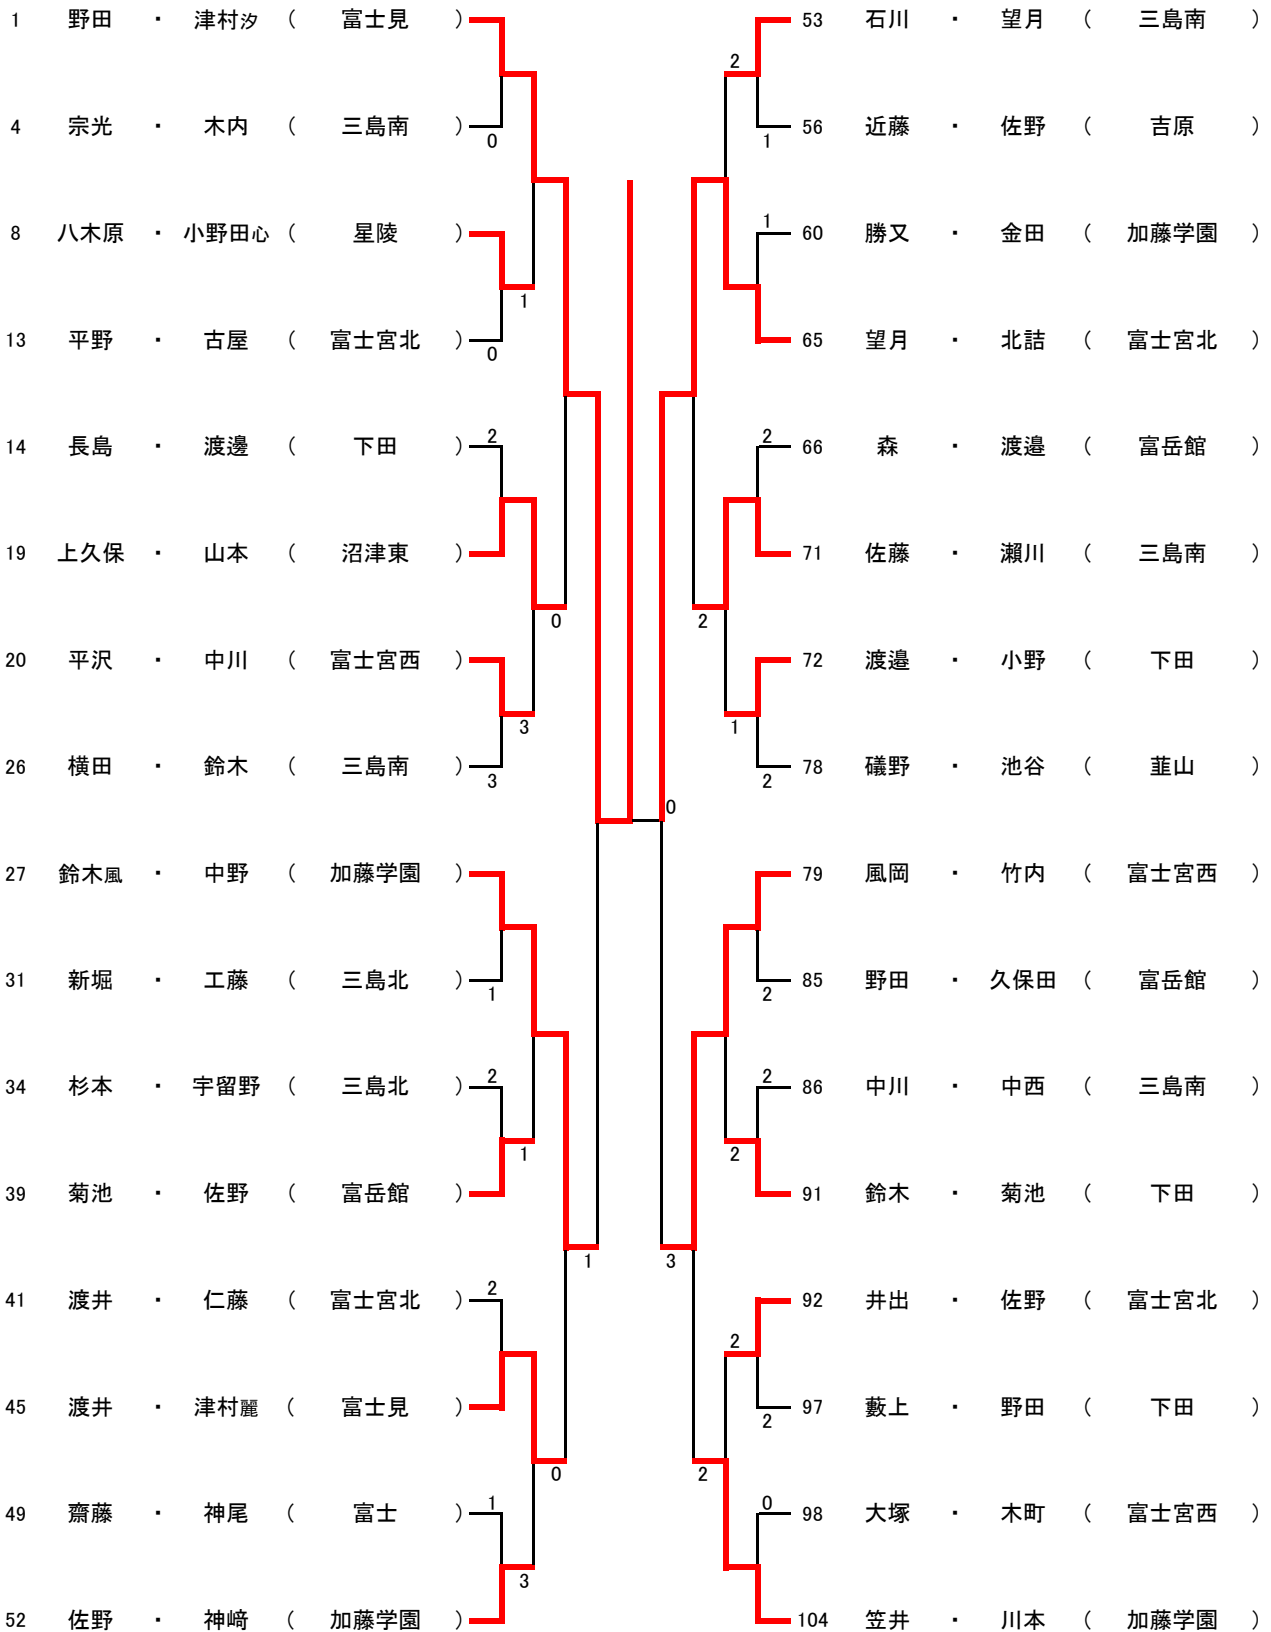 1 野田 ・ 津村汐 ( 富士見 )
4 宗光 ・ 木内 ( 三島南 )
0
8 八木原 ・ 小野田心 ( 星陵 )
1
13 平野 ・ 古屋 ( 富士宮北 )
0
14 長島 ・ 渡邊 ( 下田 ) 2
19 上久保 ・ 山本 ( 沼津東 )
0
20 平沢 ・ 中川 ( 富士宮西 )
3
26 横田 ・ 鈴木 ( 三島南 )
3
27 鈴木風 ・ 中野 ( 加藤学園 )
31 新堀 ・ 工藤 ( 三島北 )
1
34 杉本 ・ 宇留野 ( 三島北 ) 2
1
39 菊池 ・ 佐野 ( 富岳館 )
1
41 渡井 ・ 仁藤 ( 富士宮北 ) 2
45 渡井 ・ 津村麗 ( 富士見 )
0
49 齋藤 ・ 神尾 ( 富士 ) 1
3
52 佐野 ・ 神﨑 ( 加藤学園 )
0
53 石川 ・ 望月 ( 三島南 )
2
56 近藤 ・ 佐野 ( 吉原 )
1
1 60 勝又 ・ 金田 ( 加藤学園 )
65 望月 ・ 北詰 ( 富士宮北 )
2 66 森 ・ 渡邉 ( 富岳館 )
71 佐藤 ・ 瀬川 ( 三島南 )
2
72 渡邉 ・ 小野 ( 下田 )
1
78 礒野 ・ 池谷 ( 韮山 )
2
79 風岡 ・ 竹内 ( 富士宮西 )
85 野田 ・ 久保田 ( 富岳館 )
2
2 86 中川 ・ 中西 ( 三島南 )
2
91 鈴木 ・ 菊池 ( 下田 )
3
92 井出 ・ 佐野 ( 富士宮北 )
2
97 藪上 ・ 野田 ( 下田 )
2
2
0 98 大塚 ・ 木町 ( 富士宮西 )
104 笠井 ・ 川本 ( 加藤学園 )